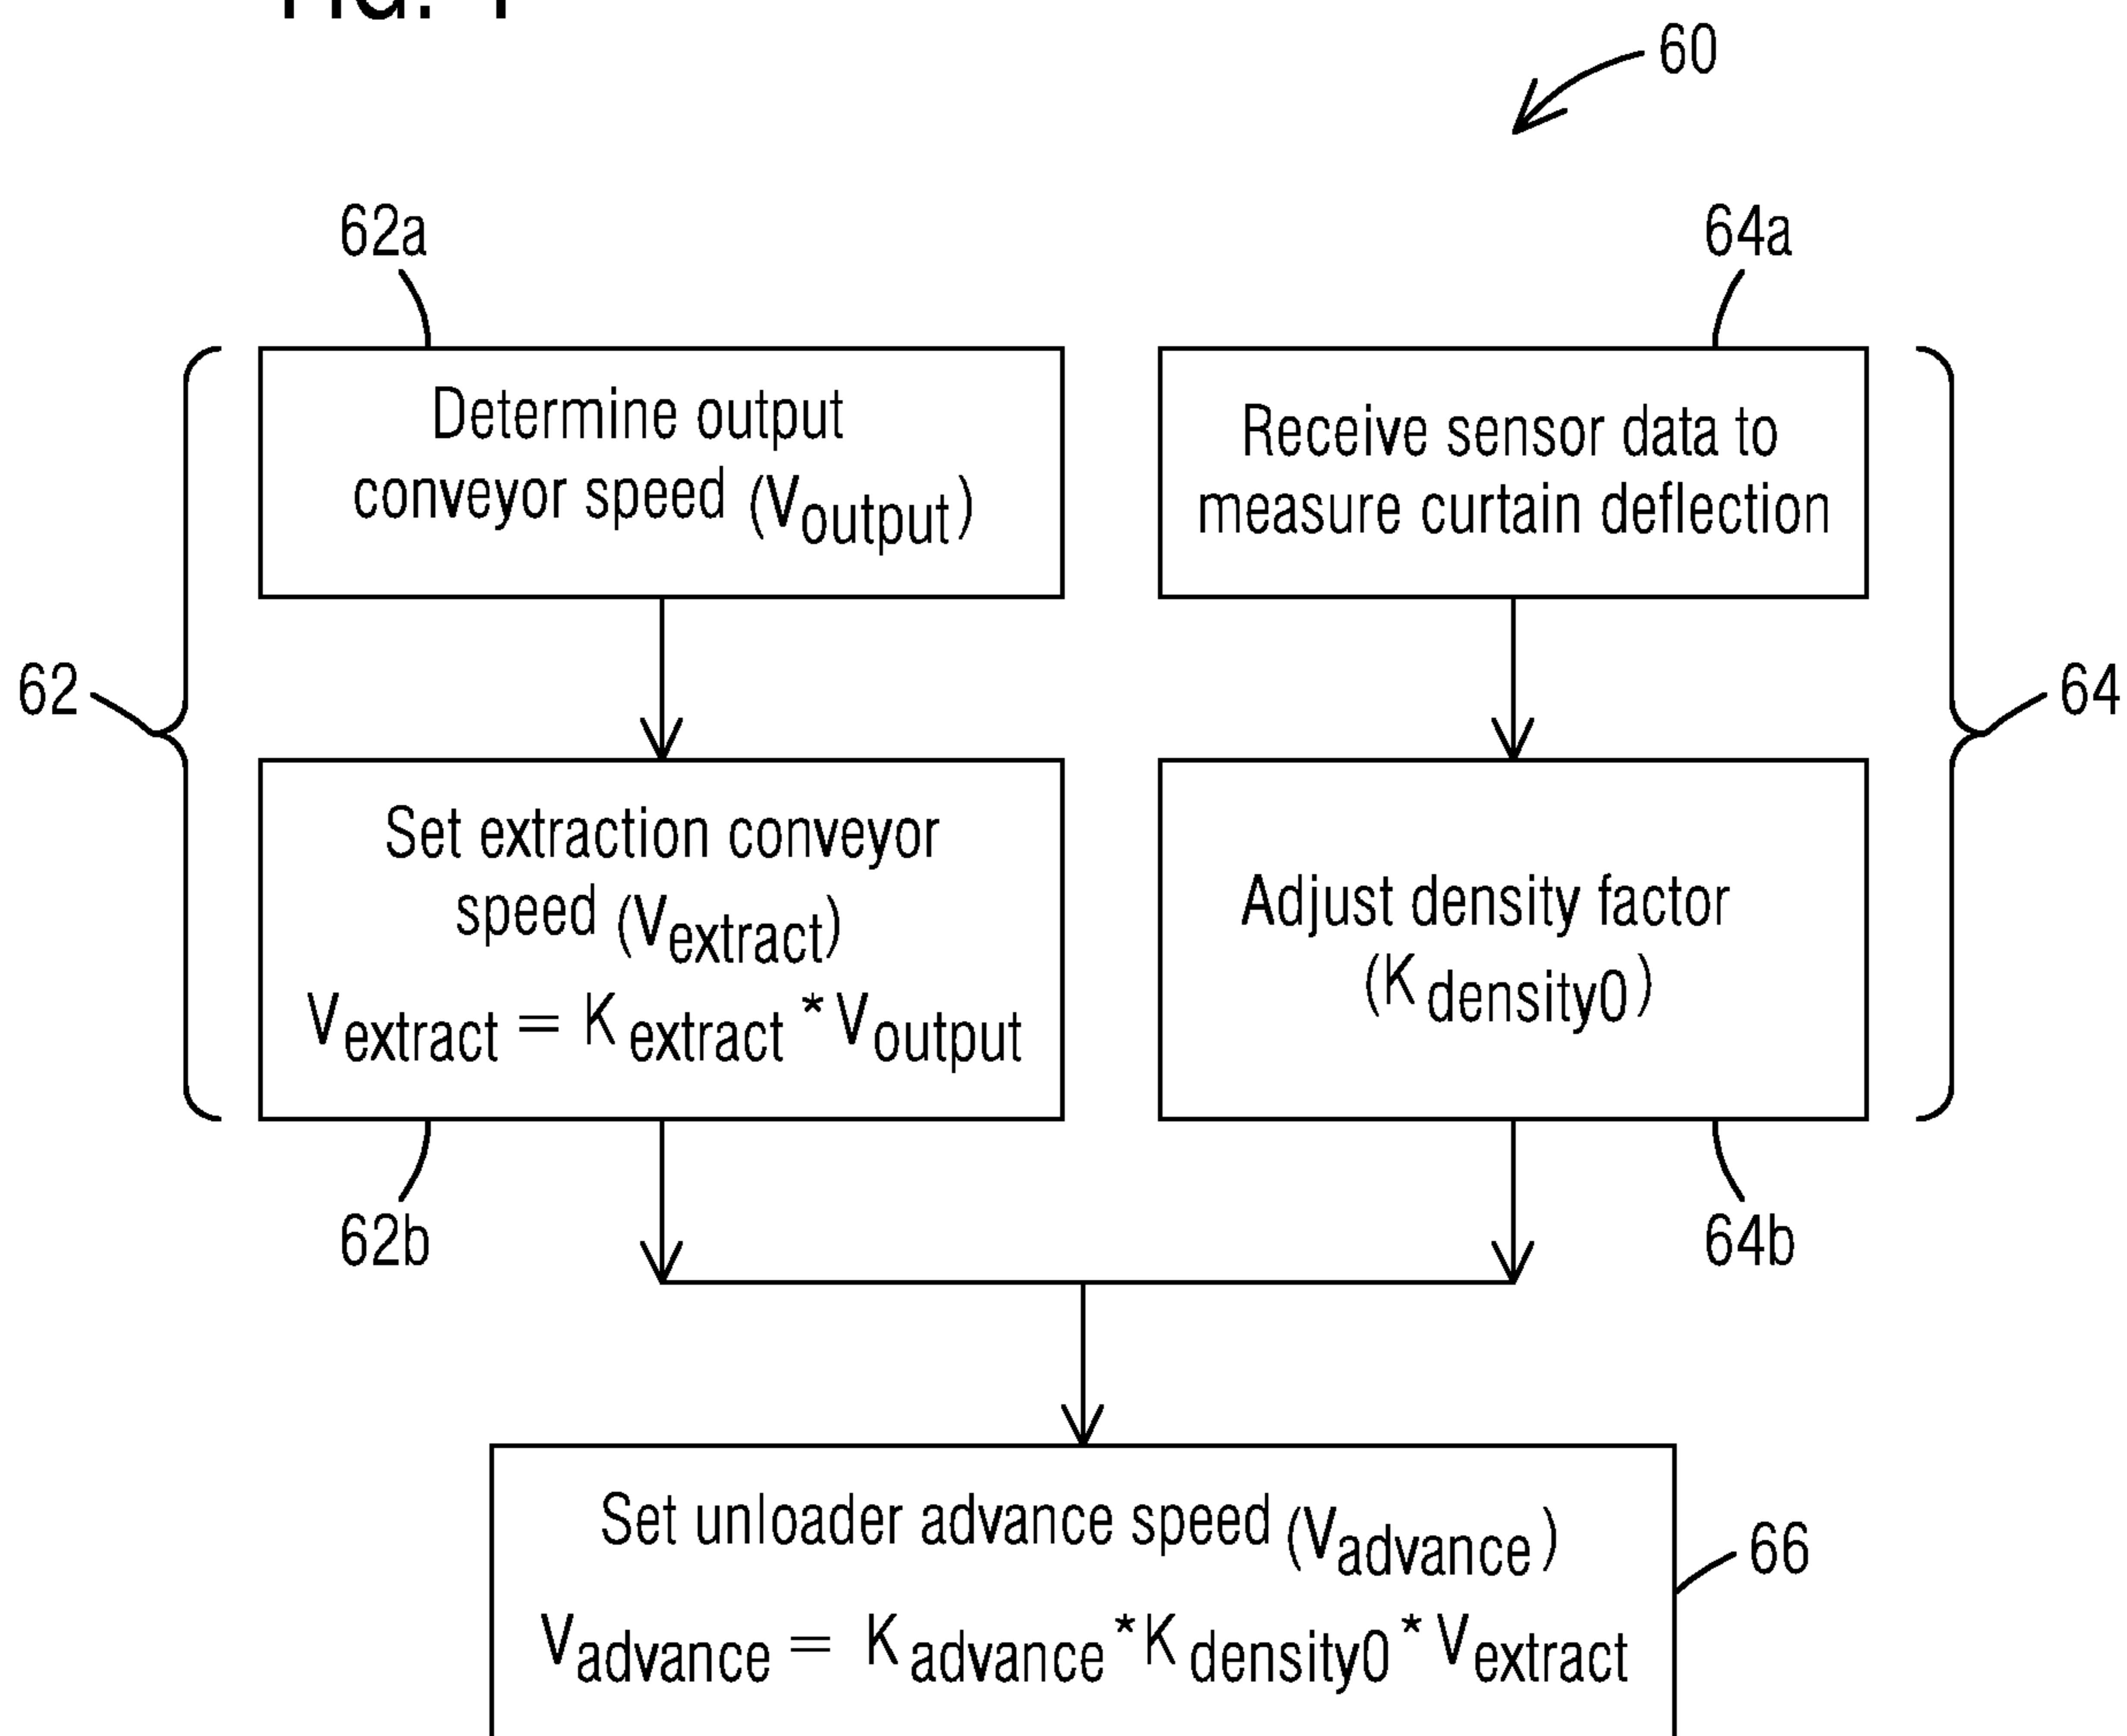 60
62a
64a
Determine output
conveyor speed (Voutput)
Receive sensor data to
measure curtain deflection
62
64
Set extraction conveyor
speed (Vextract)
Vextract = Kextract * Voutput
Adjust density factor
(Kdensity0)
62b
64b
Set unloader advance speed (Vadvance)
Vadvance = Kadvance * Kdensity0 * Vextract
66